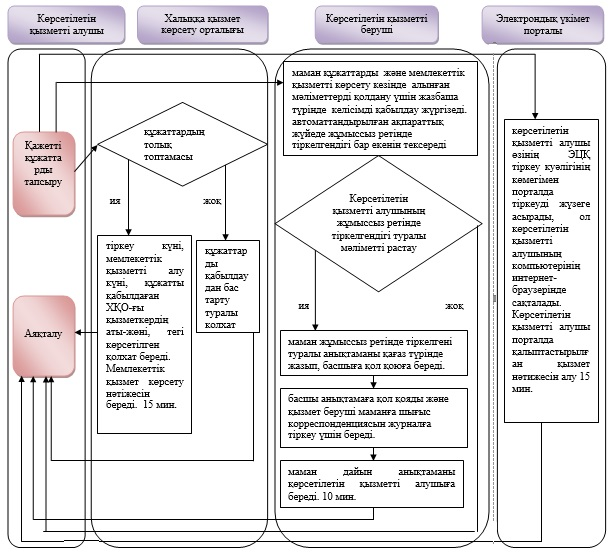 Көрсетілетін
қызметті алушы
Халыққа қызмет
көрсету орталығы
Көрсетілетін қызметті
беруші
Электрондық үкімет
порталы
Қажетті
құжатта
рды
тапсыру
Аяқталу
құжаттардың
толық
топтамасы
ия
жоқ
тіркеу күні,
мемлекеттік
қызметті алу
күні, құжатты
қабылдаған
ХҚО-ғы
қызметкердің
аты-жөні, тегі
көрсетілген
қолхат береді.
Мемлекеттік
қызмет көрсету
нәтижесін
береді. 15 мин.
құжаттар
ды
қабылдау
дан бас
тарту
туралы
колхат
маман құжаттарды және мемлекеттік
қызметті көрсету кезінде алынған
мәліметтерді қолдану үшін жазбаша
түрінде келісімді қабылдау жүргізеді.
автоматтандырылған ақпараттық
жүйеде жұмыссыз ретінде
тіркелгендігі бар екенін тексереді
Көрсетілетін
қызметті алушының
жұмыссыз ретінде
тіркелгендігі туралы
мәліметті растау
ия
жоқ
маман жұмыссыз ретінде тіркелгені
туралы анықтаманы қағаз түрінде
жазып, басшыға қол қоюға береді.
басшы анықтамаға қол қояды және
қызмет беруші маманға шығыс
корреспонденциясын журналға
тіркеу үшін береді.
маман дайын анықтаманы
көрсетілетін қызметті алушыға
береді. 10 мин.
көрсетілетін
қызметті алушы
өзінің ЭЦҚ
тіркеу куәлігінің
көмегімен
порталда
тіркеуді жүзеге
асырады, ол
көрсетілетін
қызметті
алушының
компьютерінің
интернет-
браузерінде
сақталады.
Көрсетілетін
қызметті алушы
порталда
қалыптастырылғ
ан қызмет
нәтижесін алу 15
мин.